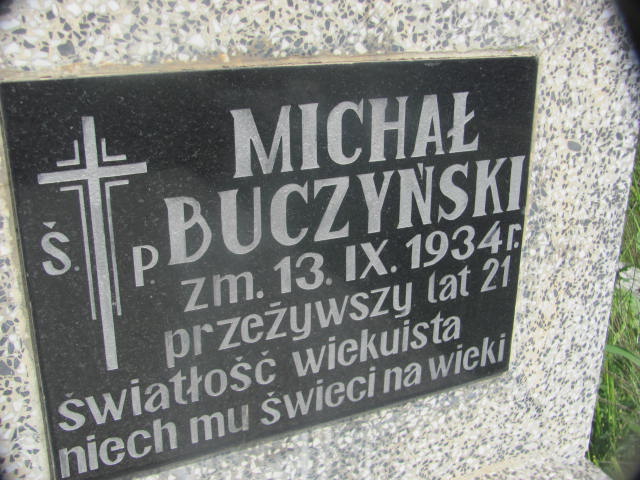 MICHAŁ
Ś. P. BUCZYŃSKI
zm. 13. IX. 1934 r.
przeżywszy lat 21
światłość wiekuista
niech mu świeci na wieki